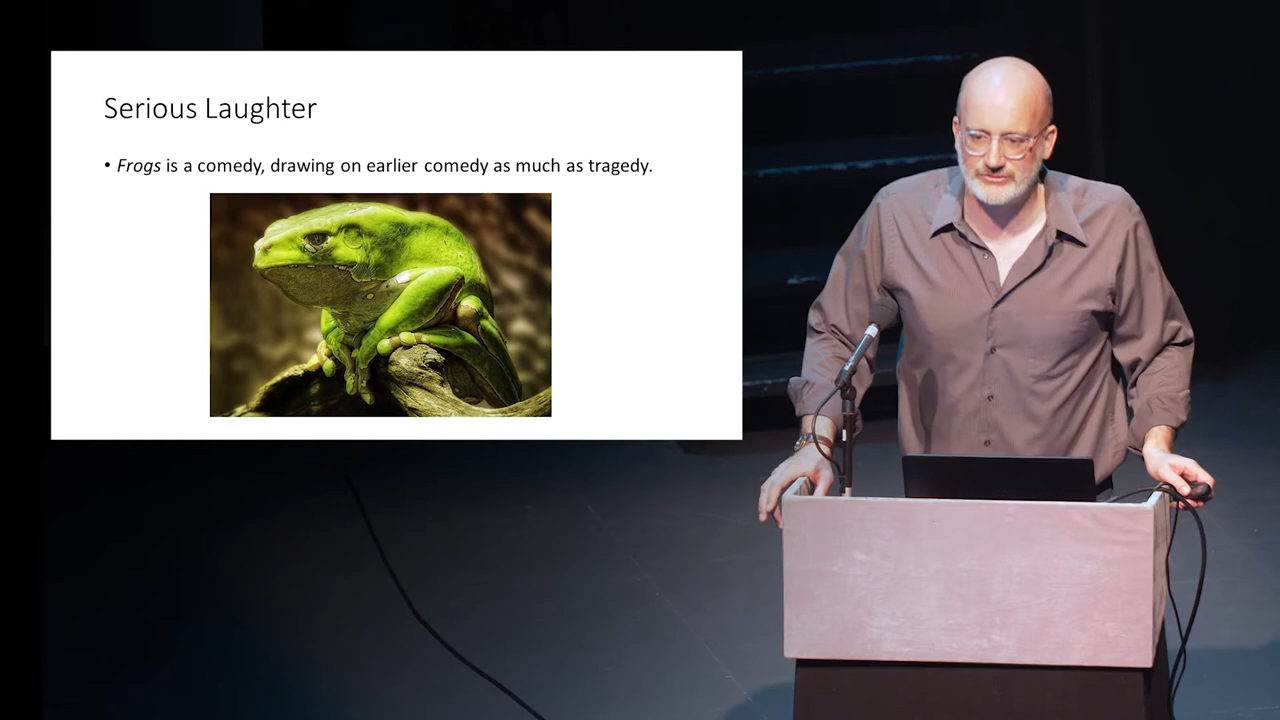 Serious Laughter
• Frogs is a comedy, drawing on earlier comedy as much as tragedy.